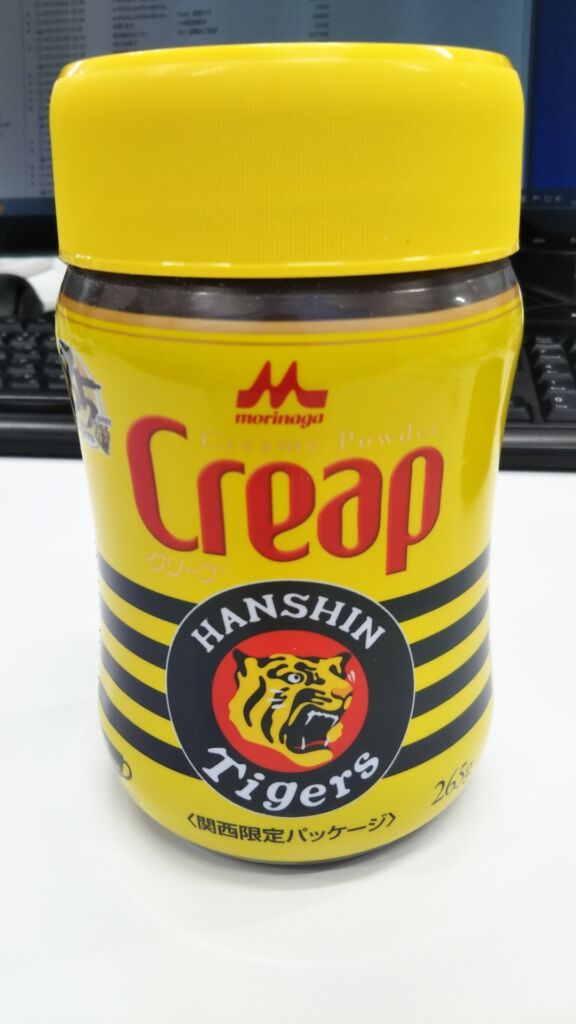 morinaga
Creamy Powder
Creap
クリープ
HANSHIN
Tigers
265g
〈関西限定パッケージ〉